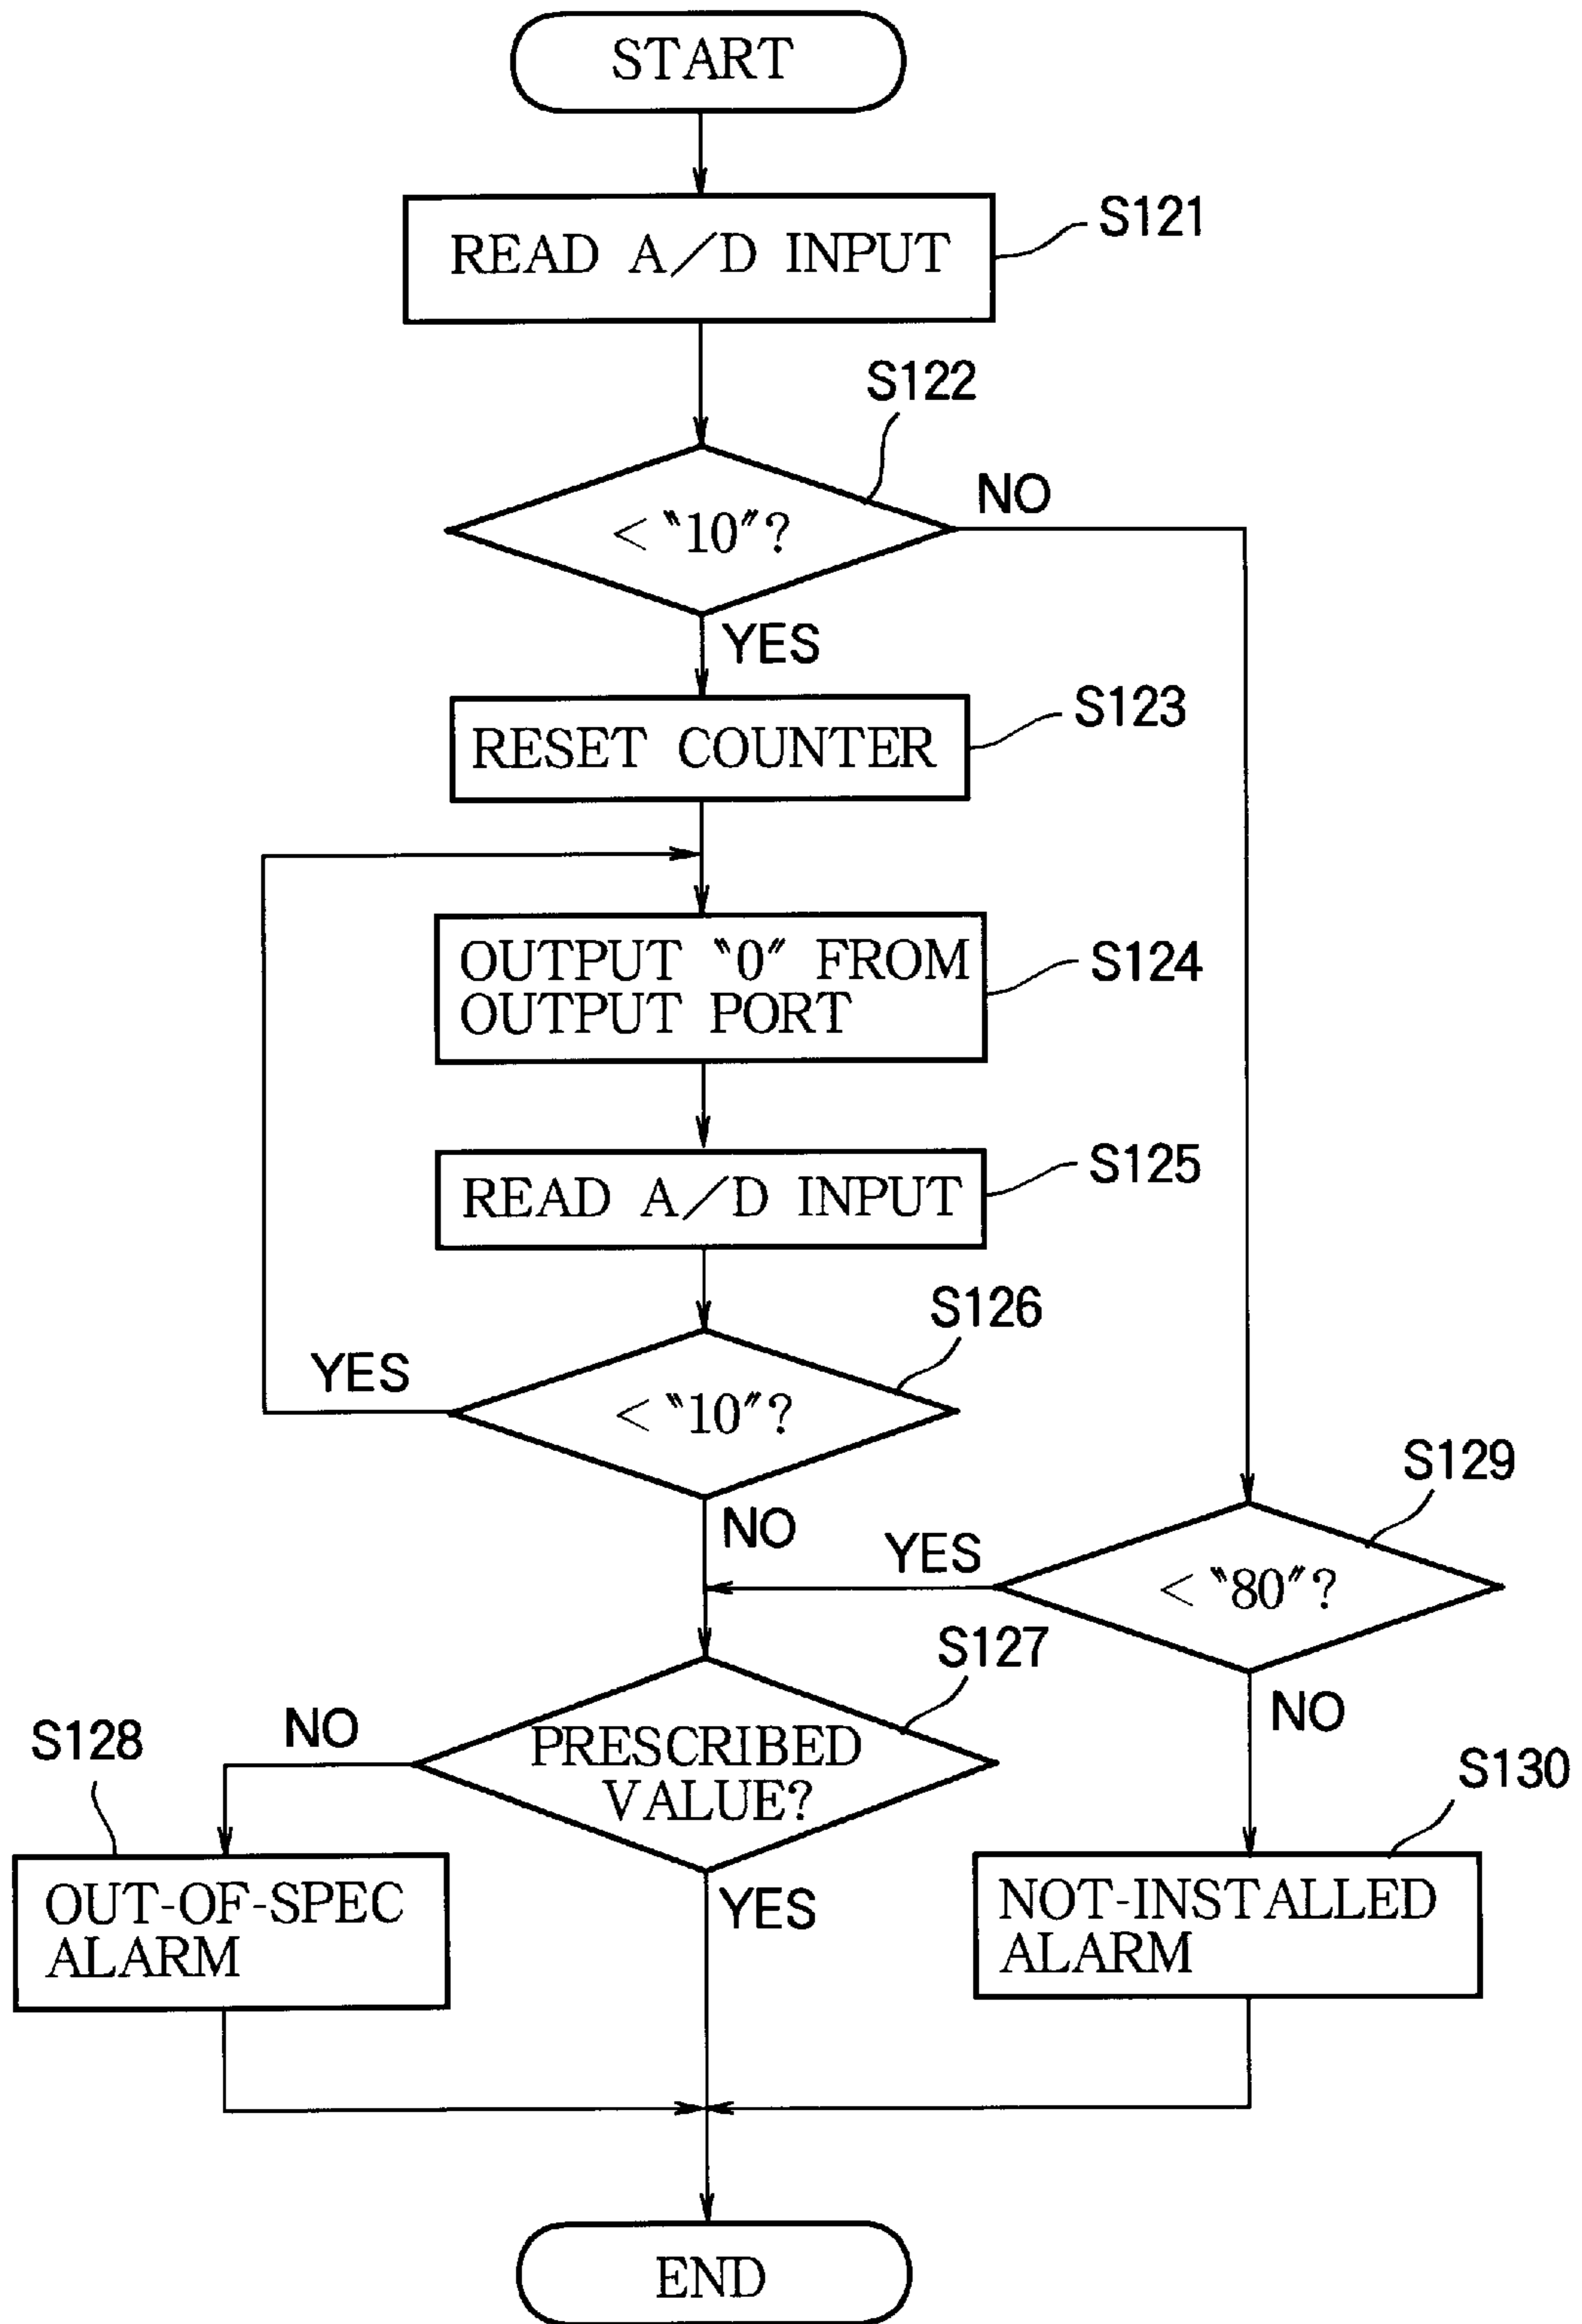 START
READ A/D INPUT
S121
S122
< "10"?
NO
YES
RESET COUNTER
S123
OUTPUT "0" FROM
OUTPUT PORT
S124
READ A/D INPUT
S125
S126
< "10"?
YES
NO
S129
< "80"?
YES
NO
S127
PRESCRIBED
VALUE?
NO
YES
S128
OUT-OF-SPEC
ALARM
S130
NOT-INSTALLED
ALARM
END